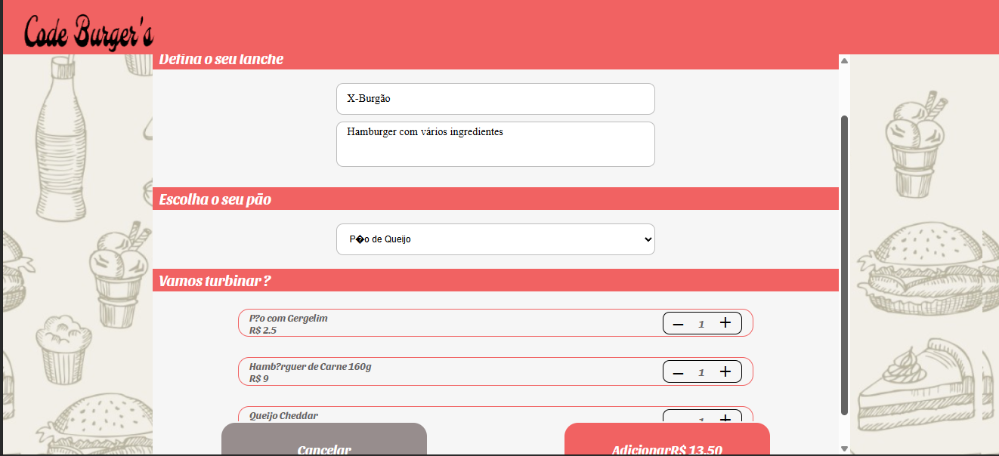 Code Burger's
Defina o seu lanche
X-Burgão
Hamburger com vários ingredientes
Escolha o seu pão
P�o de Queijo
Vamos turbinar ?
P?o com Gergelim
R$ 2.5
1
Hamb?rguer de Carne 160g
R$ 9
1
Queijo Cheddar
1
Cancelar
AdicionarR$ 13,50